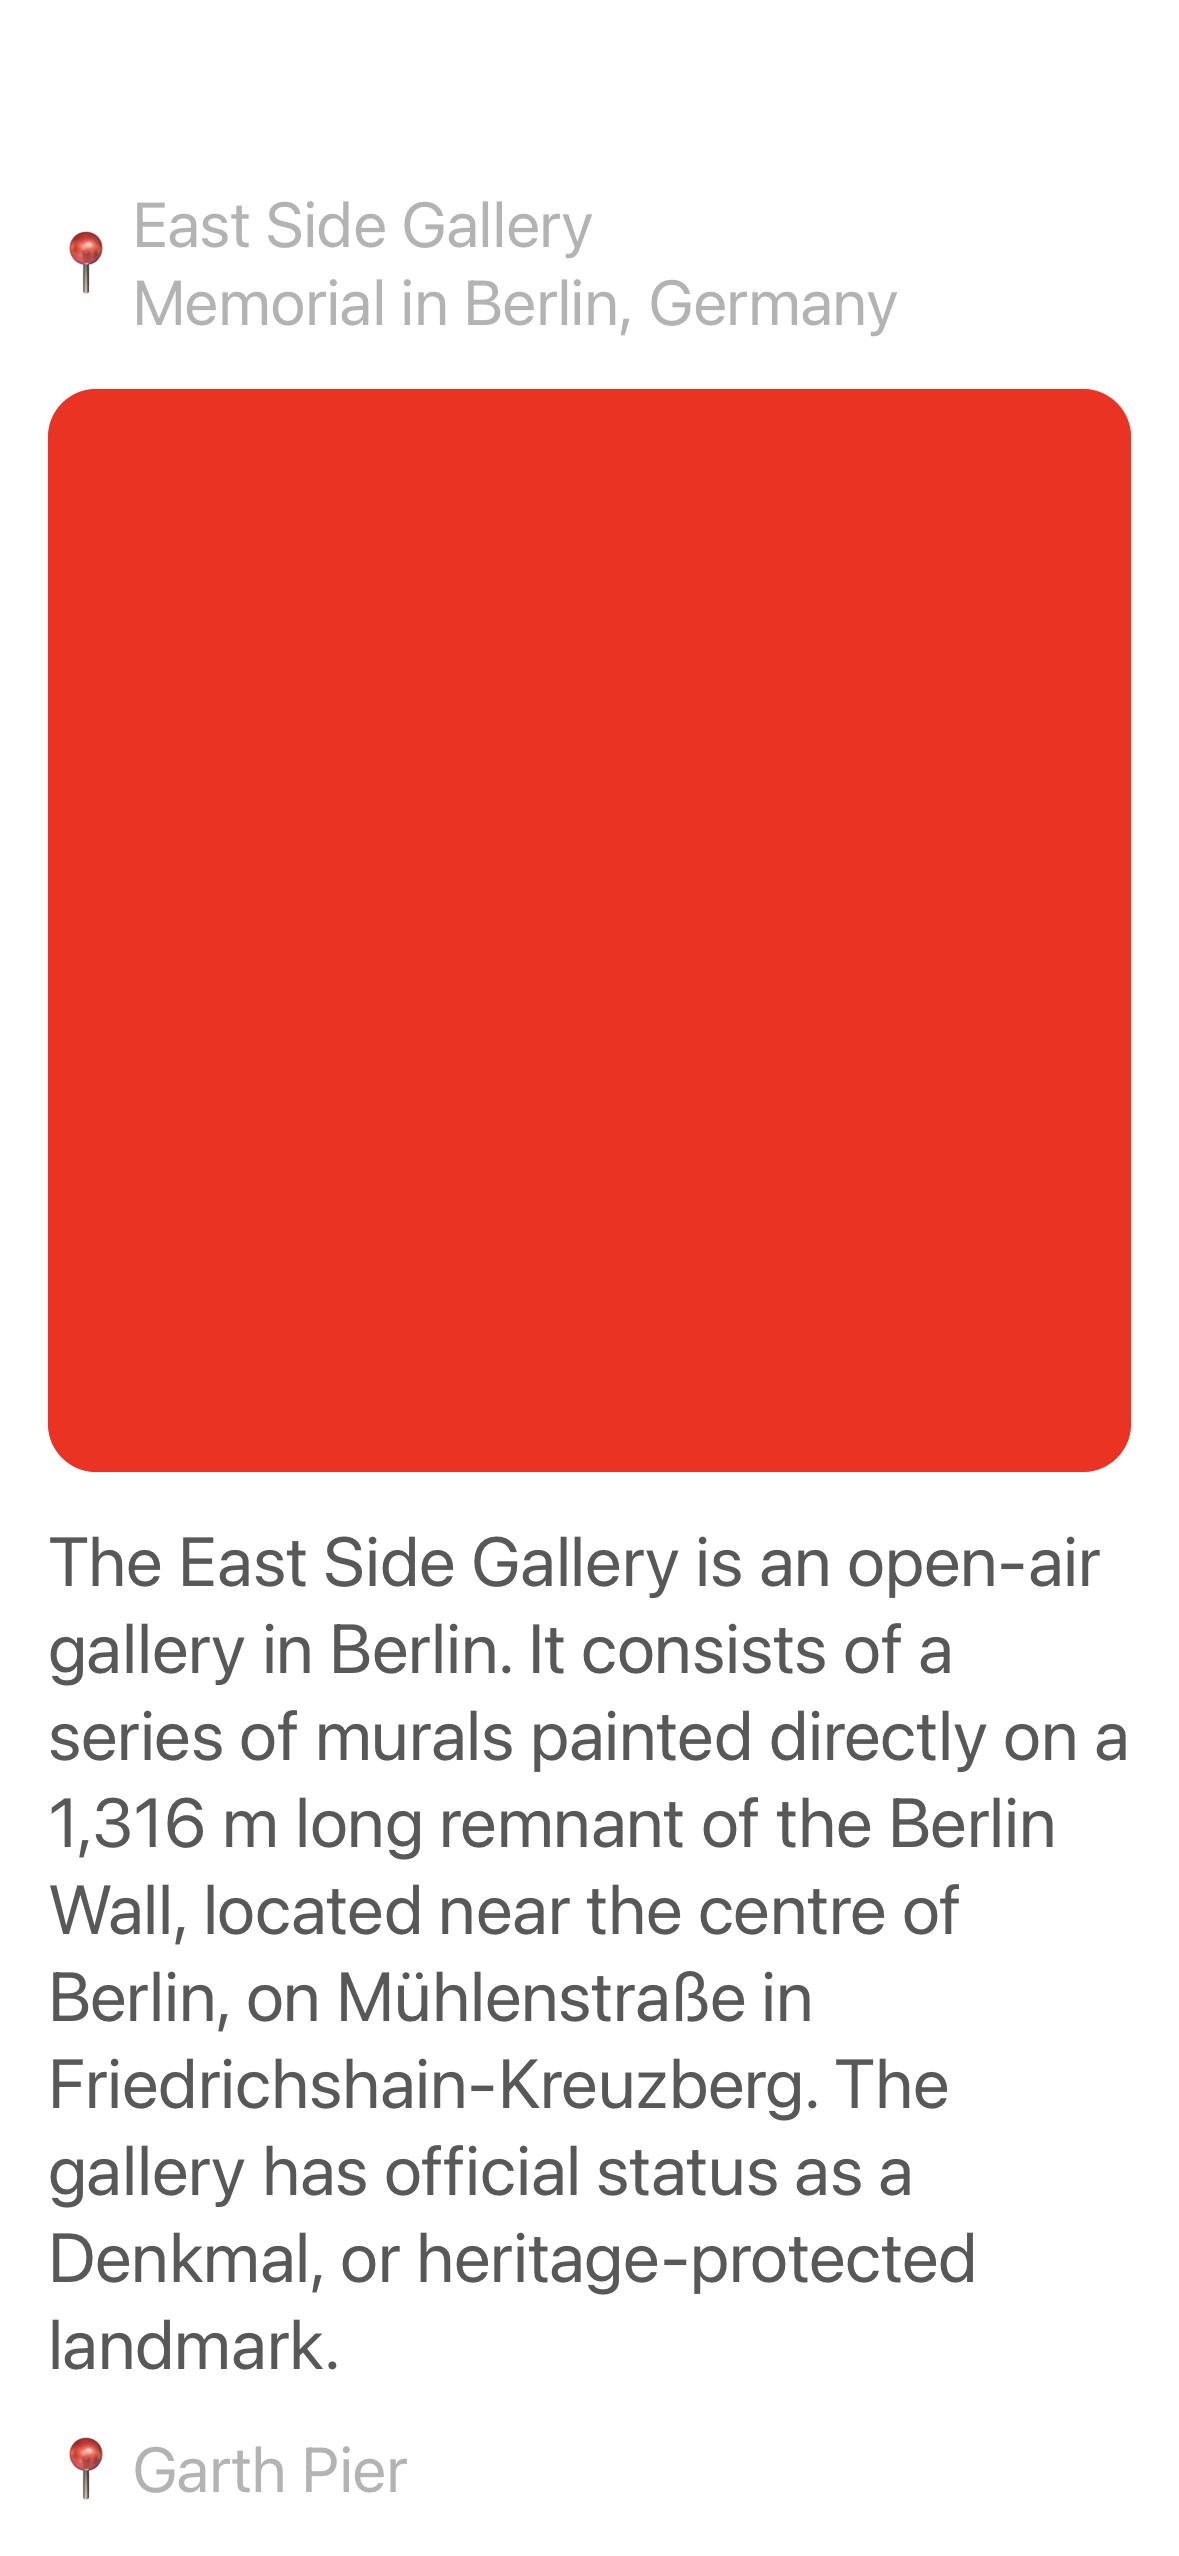 East Side Gallery
Memorial in Berlin, Germany
The East Side Gallery is an open-air
gallery in Berlin. It consists of a
series of murals painted directly on a
1,316 m long remnant of the Berlin
Wall, located near the centre of
Berlin, on Mühlenstraße in
Friedrichshain-Kreuzberg. The
gallery has official status as a
Denkmal, or heritage-protected
landmark.
Garth Pier